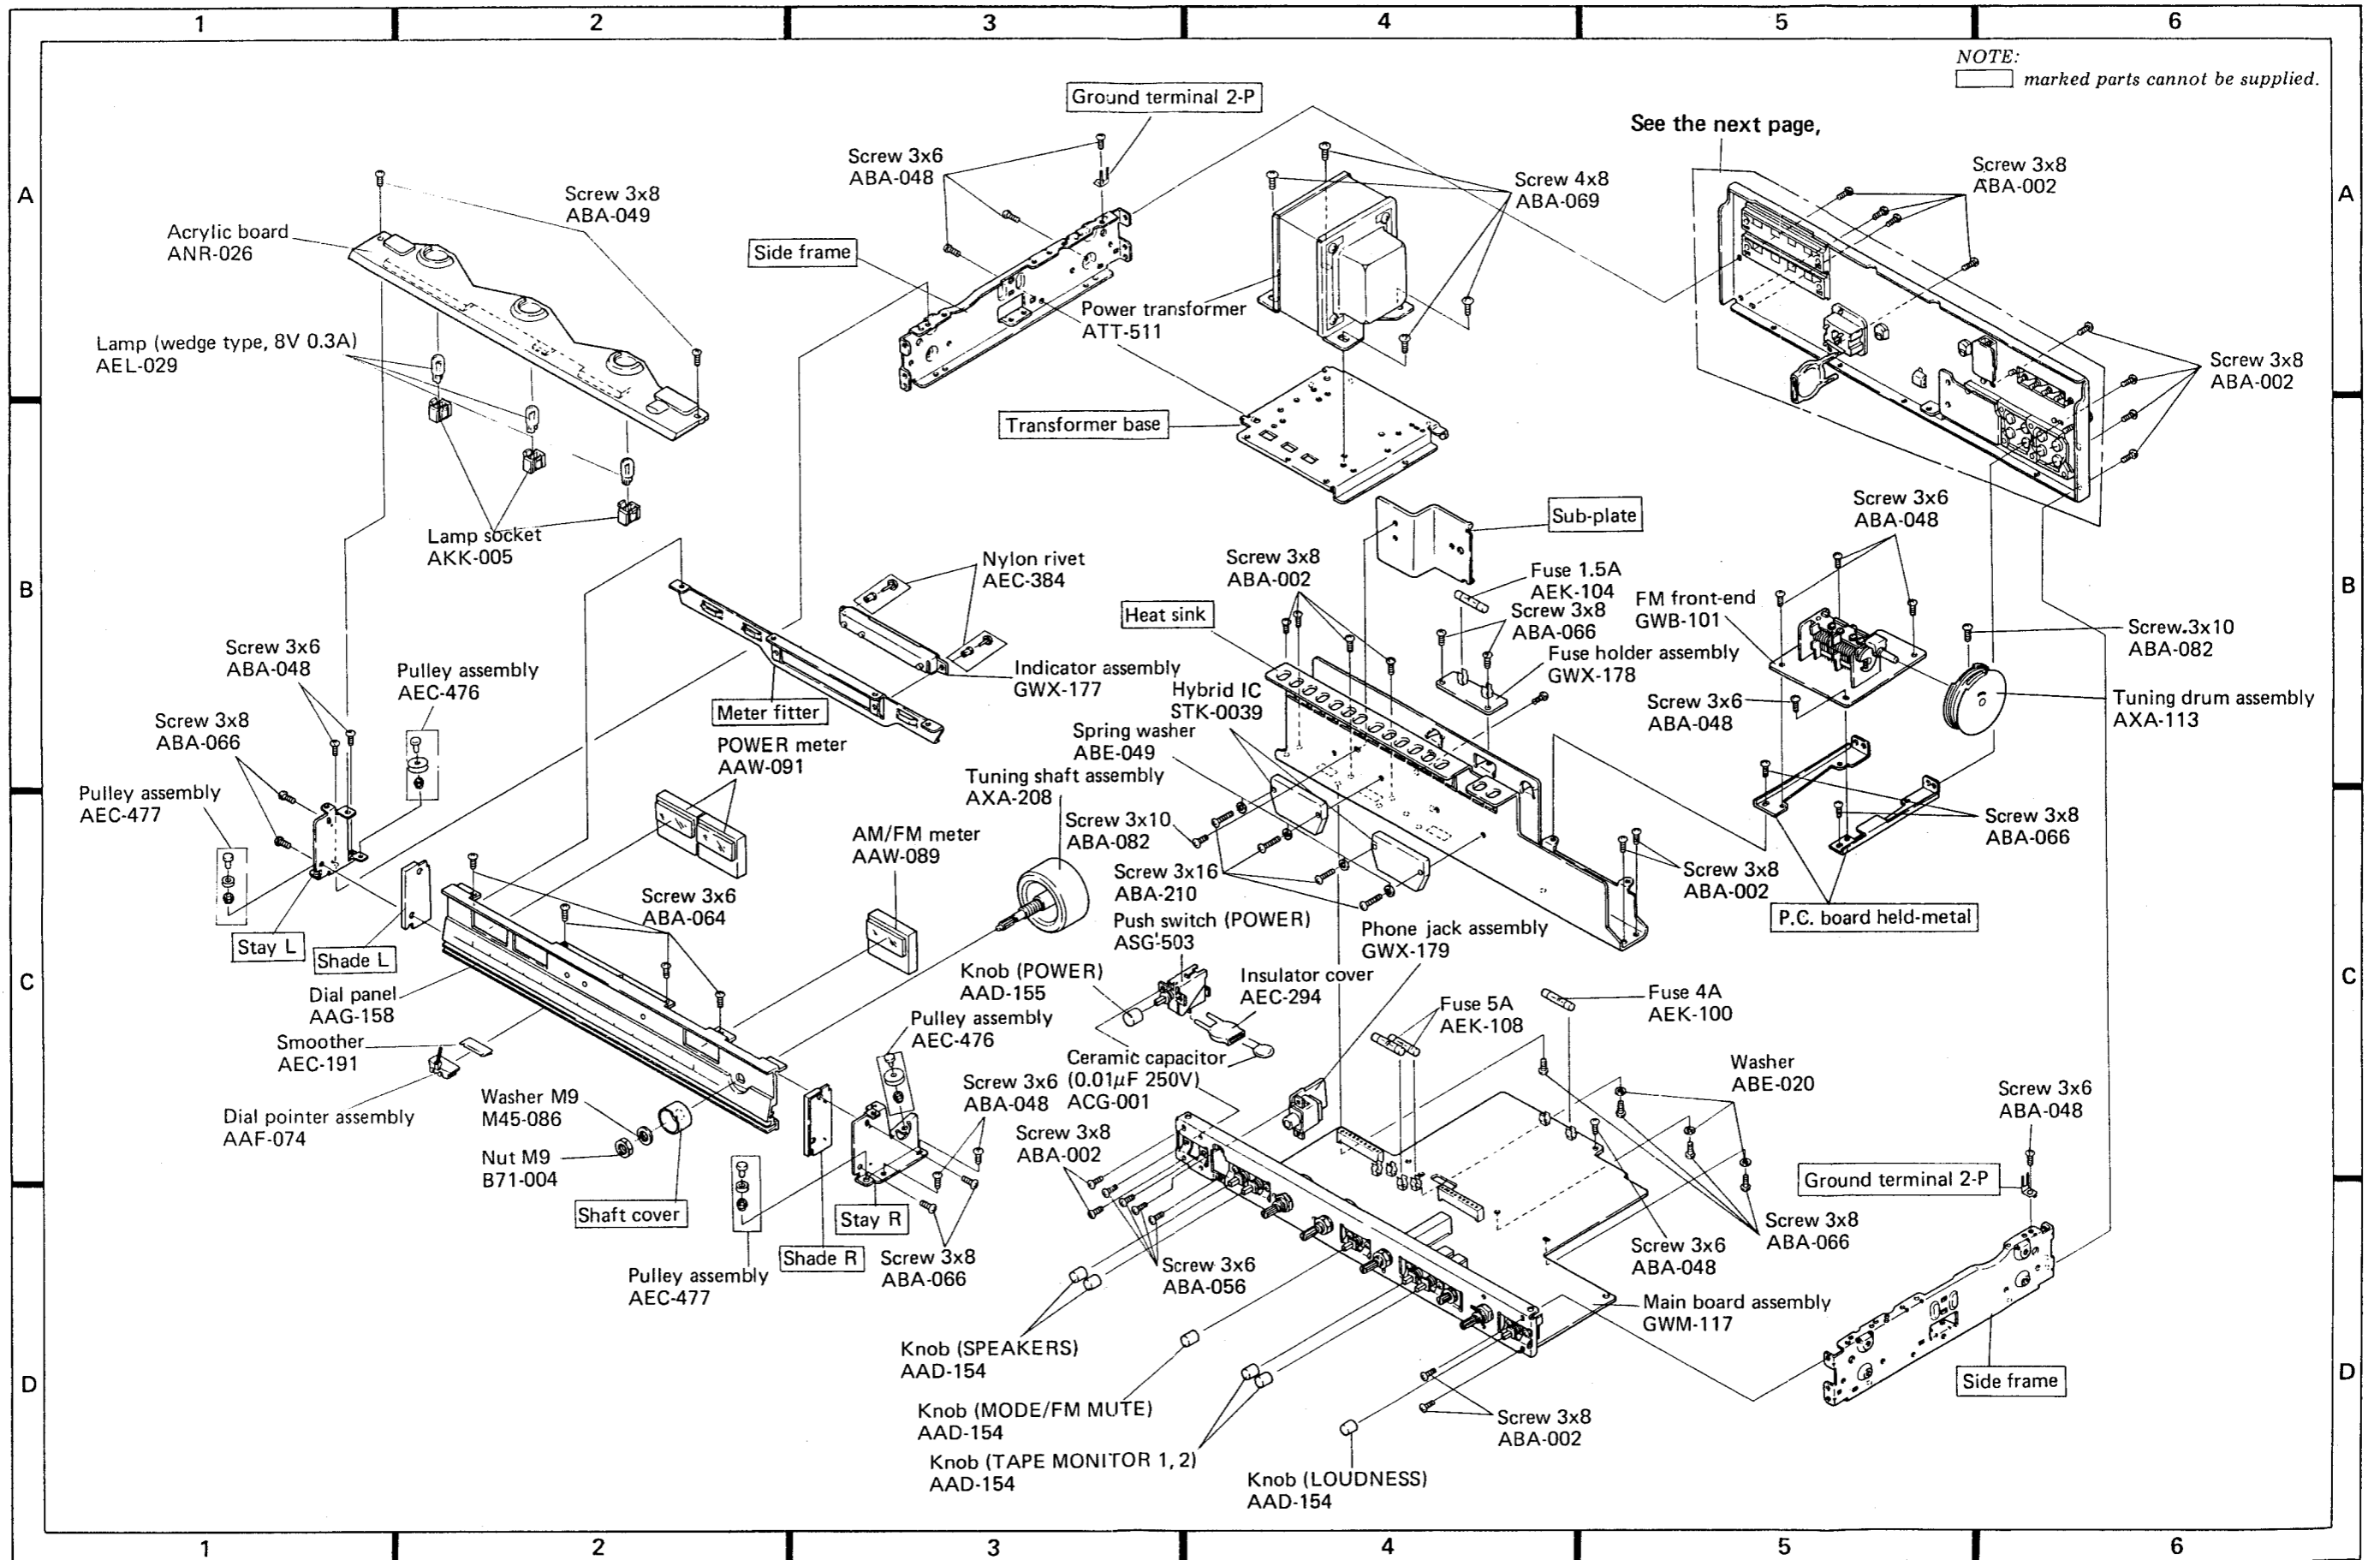 1 2 3 4 5 6
NOTE:
marked parts cannot be supplied.
A
A
Ground terminal 2-P
See the next page,
Screw 3x6
ABA-048
Screw 3x8
ABA-002
Screw 3x8
ABA-049
Screw 4x8
ABA-069
Acrylic board
ANR-026
Side frame
Power transformer
ATT-511
Lamp (wedge type, 8V 0.3A)
AEL-029
Screw 3x8
ABA-002
Transformer base
Screw 3x6
ABA-048
Sub-plate
Lamp socket
AKK-005
Nylon rivet
AEC-384
Screw 3x8
ABA-002
Fuse 1.5A
AEK-104
B
B
FM front-end
GWB-101
Heat sink
Screw 3x8
ABA-066
Screw.3x10
ABA-082
Screw 3x6
ABA-048
Pulley assembly
AEC-476
Indicator assembly
GWX-177
Fuse holder assembly
GWX-178
Hybrid IC
STK-0039
Screw 3x6
ABA-048
Tuning drum assembly
AXA-113
Meter fitter
Screw 3x8
ABA-066
Spring washer
ABE-049
POWER meter
AAW-091
Tuning shaft assembly
AXA-208
Pulley assembly
AEC-477
Screw 3x10
ABA-082
AM/FM meter
AAW-089
Screw 3x8
ABA-066
Screw 3x16
ABA-210
Screw 3x8
ABA-002
Screw 3x6
ABA-064
P.C. board held-metal
Push switch (POWER)
ASG-503
Phone jack assembly
GWX-179
Stay L
Shade L
C
C
Knob (POWER)
AAD-155
Insulator cover
AEC-294
Dial panel
AAG-158
Fuse 4A
AEK-100
Fuse 5A
AEK-108
Pulley assembly
AEC-476
Smoother
AEC-191
Ceramic capacitor
(0.01μF 250V)
ACG-001
Washer
ABE-020
Screw 3x6
ABA-048
Washer M9
M45-086
Screw 3x6
ABA-048
Dial pointer assembly
AAF-074
Screw 3x8
ABA-002
Nut M9
B71-004
Ground terminal 2-P
Shaft cover
Stay R
Screw 3x8
ABA-066
Shade R
Screw 3x8
ABA-066
Screw 3x6
ABA-048
Screw 3x6
ABA-056
Pulley assembly
AEC-477
Main board assembly
GWM-117
Knob (SPEAKERS)
AAD-154
D
D
Side frame
Knob (MODE/FM MUTE)
AAD-154
Screw 3x8
ABA-002
Knob (TAPE MONITOR 1, 2)
AAD-154
Knob (LOUDNESS)
AAD-154
1 2 3 4 5 6